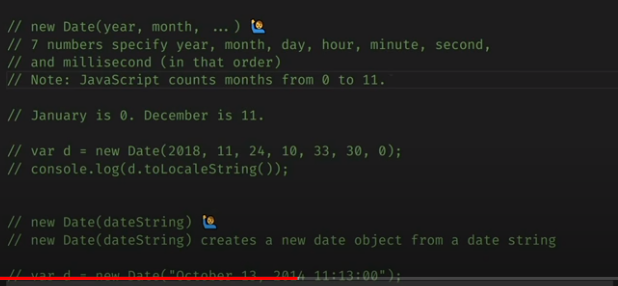 // new Date(year, month, ...) 🙋
// 7 numbers specify year, month, day, hour, minute, second,
// and millisecond (in that order)
// Note: JavaScript counts months from 0 to 11.
// January is 0. December is 11.
// var d = new Date(2018, 11, 24, 10, 33, 30, 0);
// console.log(d.toLocaleString());
// new Date(dateString) 🙋
// new Date(dateString) creates a new date object from a date string
// var d = new Date("October 13, 2014 11:13:00");